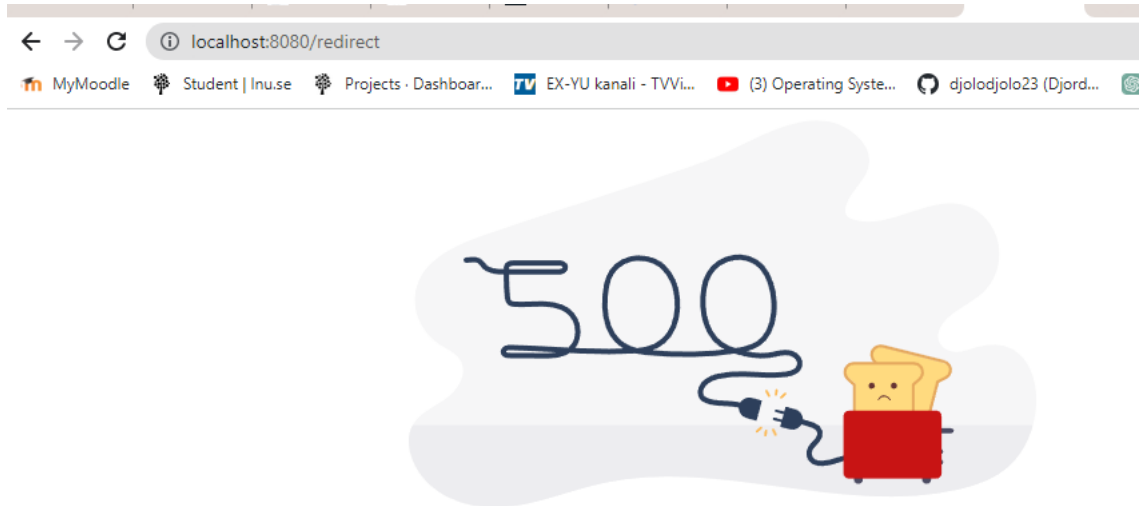 localhost:8080/redirect
MyMoodle Student | lnu.se Projects · Dashboar... TV EX-YU kanali - TVVi... (3) Operating Syste... djolodjolo23 (Djord...
500